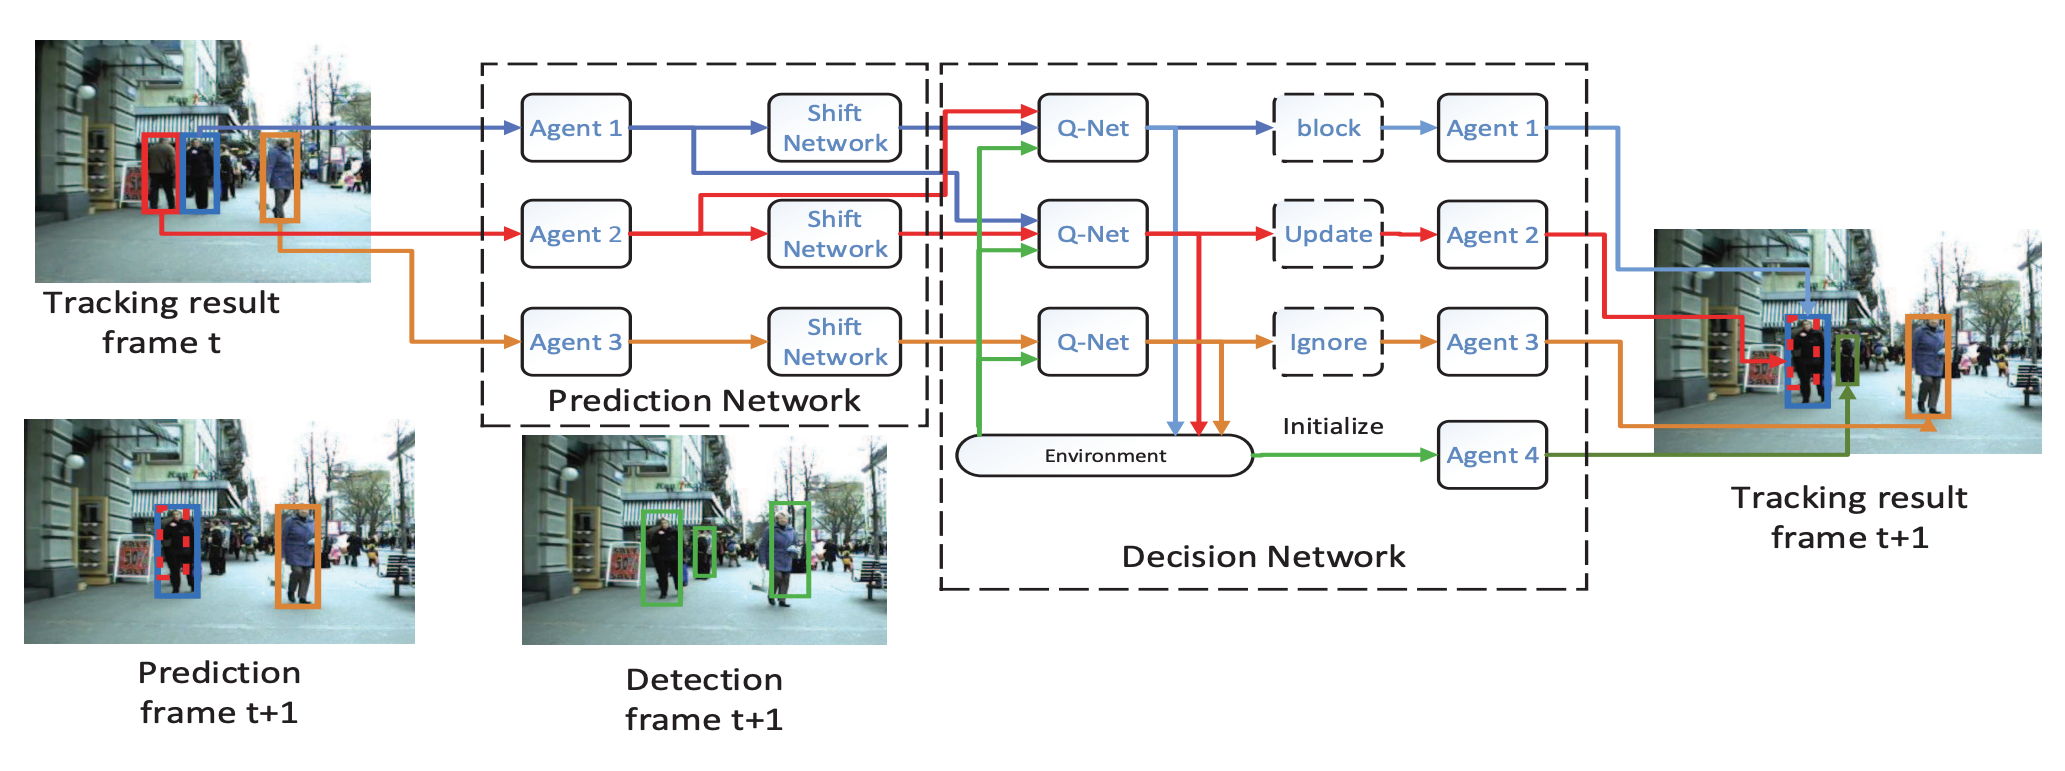 Tracking result
frame t
Prediction
frame t+1
Agent 1
Shift
Network
Agent 2
Shift
Network
Agent 3
Shift
Network
Prediction Network
Detection
frame t+1
Q-Net
block
Agent 1
Q-Net
Update
Agent 2
Q-Net
Ignore
Agent 3
Initialize
Environment
Agent 4
Decision Network
Tracking result
frame t+1